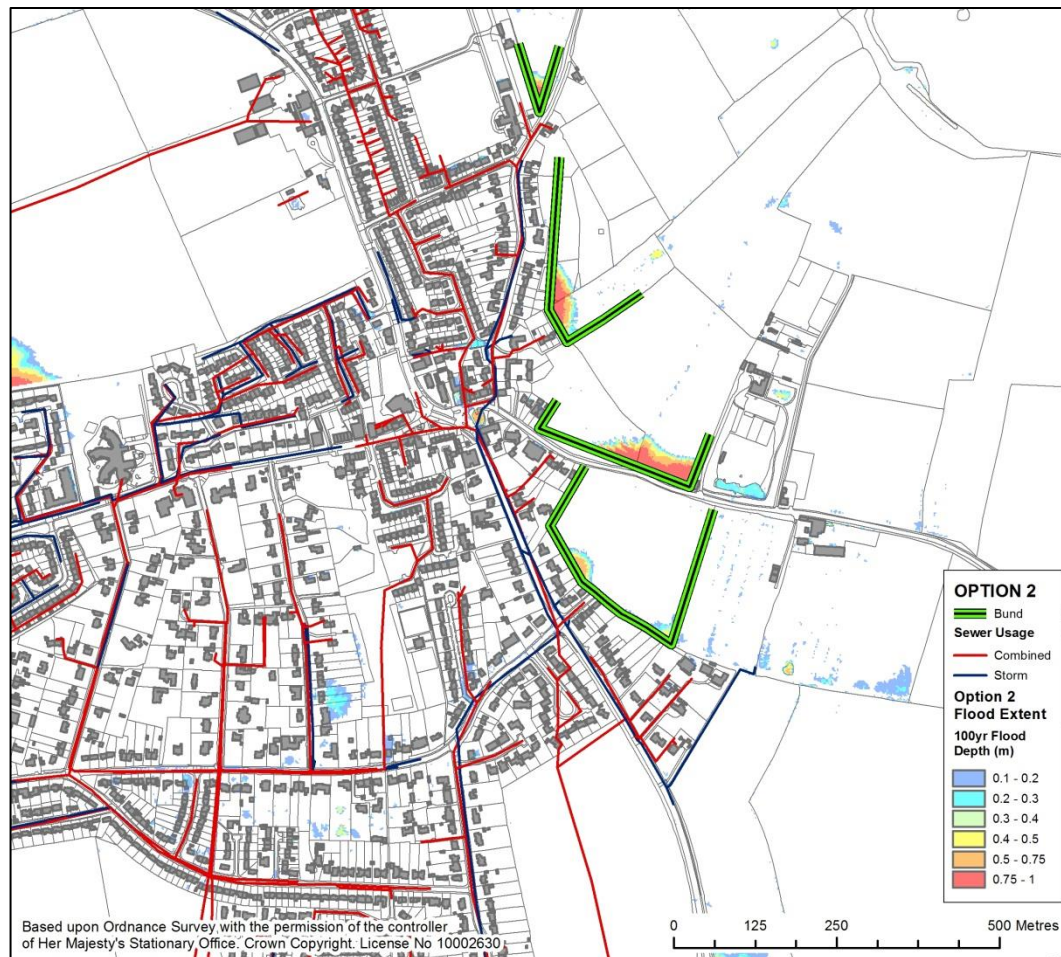 OPTION 2
Bund
Sewer Usage
Combined
Storm
Option 2
Flood Extent
100yr Flood
Depth (m)
0.1 - 0.2
0.2 - 0.3
0.3 - 0.4
0.4 - 0.5
0.5 - 0.75
0.75 - 1
Based upon Ordnance Survey with the permission of the controller
of Her Majesty's Stationary Office. Crown Copyright. License No 10002630
0 125 250 500 Metres